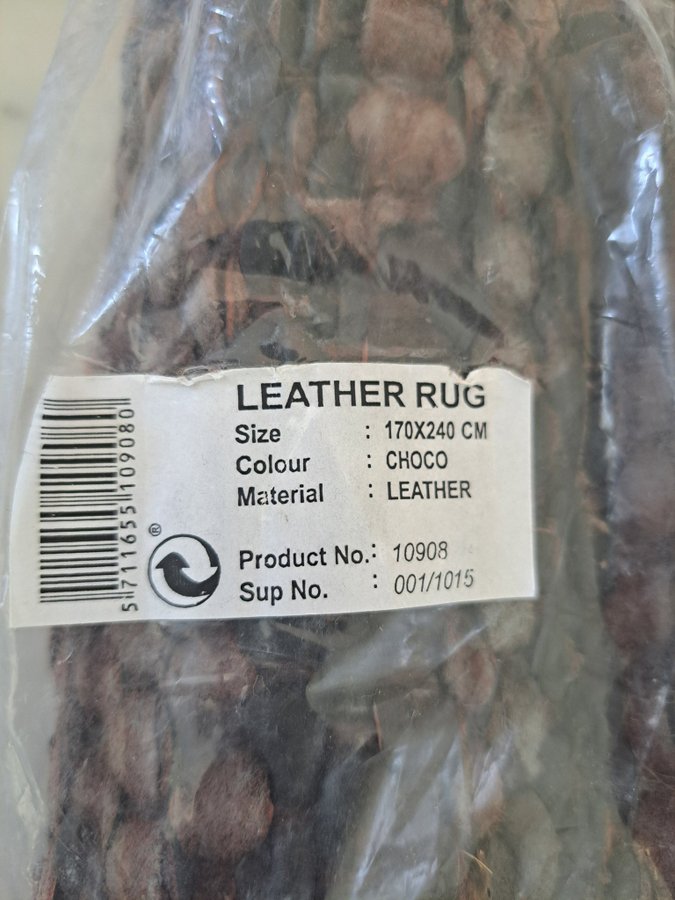 LEATHER RUG
Size : 170X240 CM
Colour : CHOCO
Material : LEATHER
Product No.: 10908
Sup No. : 001/1015
5711655109080
®